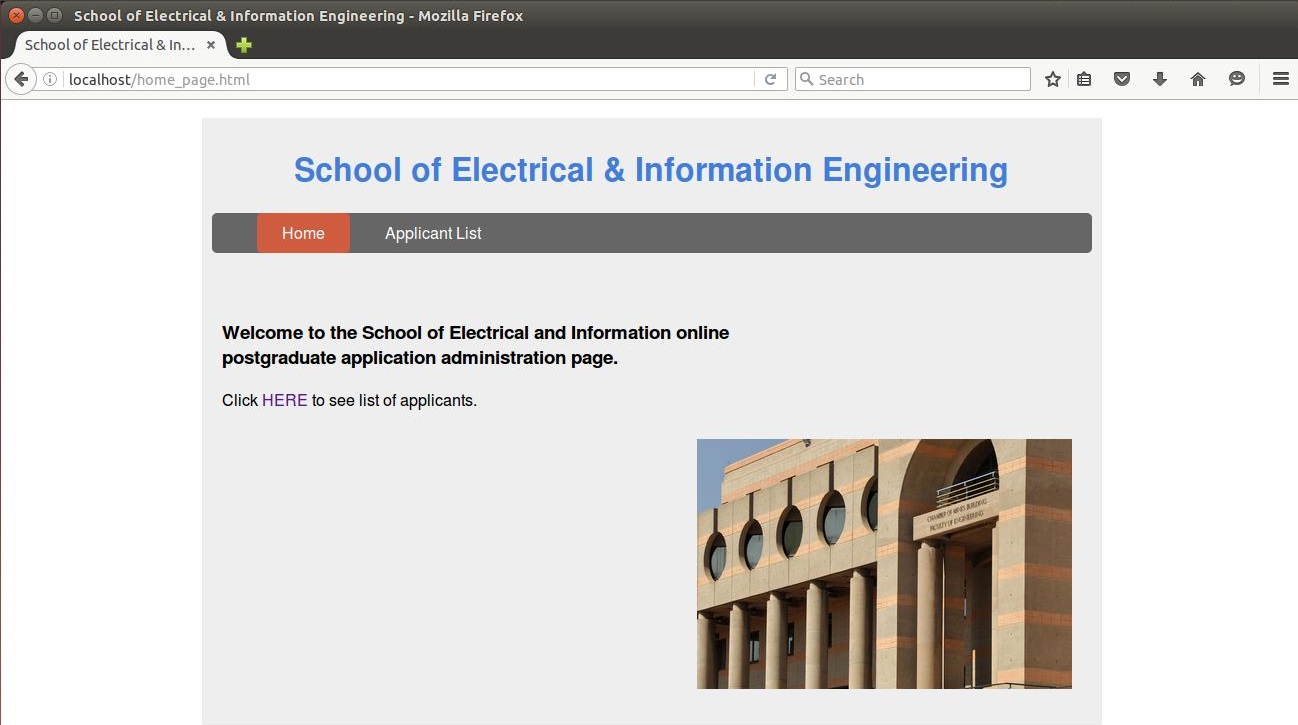 School of Electrical & Information Engineering - Mozilla Firefox
School of Electrical & In...
localhost/home_page.html
Search
School of Electrical & Information Engineering
Home
Applicant List
Welcome to the School of Electrical and Information online
postgraduate application administration page.
Click HERE to see list of applicants.
CHAMBER OF MINES BUILDING
FACULTY OF ENGINEERING